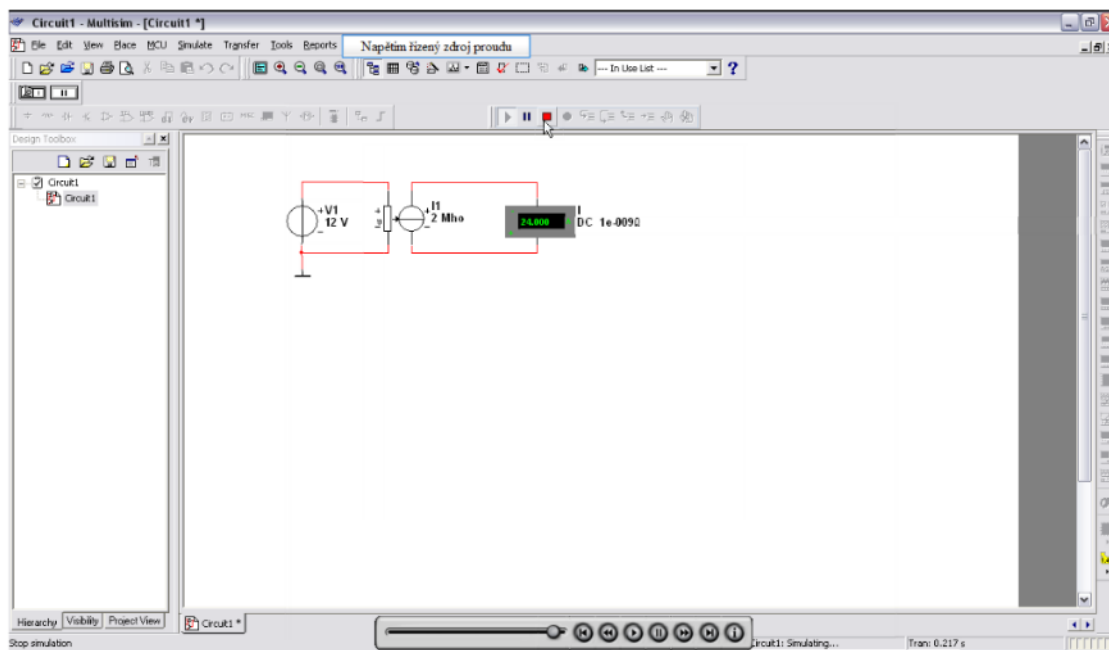 Circuit1 - Multisim - [Circuit1 *]
File Edit View Place MCU Simulate Transfer Tools Reports
Napětim řízený zdroj proudu
--- In Use List ---
Design Toolbox
Circuit1
Circuit1
V1
12 V
I1
2 Mho
24.000
I
DC 1e-009Ω
Hierarchy Visibility Project View
Circuit1 *
Stop simulation
Circuit1: Simulating...
Tran: 0.217 s